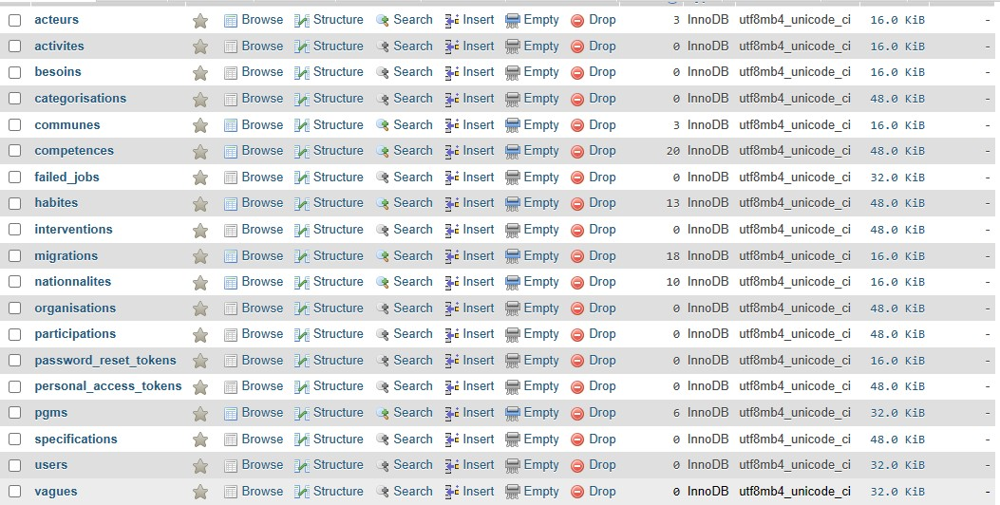 acteurs Browse Structure Search Insert Empty Drop 3 InnoDB utf8mb4_unicode_ci 16.0 KiB -
activites Browse Structure Search Insert Empty Drop 0 InnoDB utf8mb4_unicode_ci 16.0 KiB -
besoins Browse Structure Search Insert Empty Drop 0 InnoDB utf8mb4_unicode_ci 16.0 KiB -
categorisations Browse Structure Search Insert Empty Drop 0 InnoDB utf8mb4_unicode_ci 48.0 KiB -
communes Browse Structure Search Insert Empty Drop 3 InnoDB utf8mb4_unicode_ci 16.0 KiB -
competences Browse Structure Search Insert Empty Drop 20 InnoDB utf8mb4_unicode_ci 48.0 KiB -
failed_jobs Browse Structure Search Insert Empty Drop 0 InnoDB utf8mb4_unicode_ci 32.0 KiB -
habites Browse Structure Search Insert Empty Drop 13 InnoDB utf8mb4_unicode_ci 48.0 KiB -
interventions Browse Structure Search Insert Empty Drop 0 InnoDB utf8mb4_unicode_ci 48.0 KiB -
migrations Browse Structure Search Insert Empty Drop 18 InnoDB utf8mb4_unicode_ci 16.0 KiB -
nationnalites Browse Structure Search Insert Empty Drop 10 InnoDB utf8mb4_unicode_ci 16.0 KiB -
organisations Browse Structure Search Insert Empty Drop 0 InnoDB utf8mb4_unicode_ci 48.0 KiB -
participations Browse Structure Search Insert Empty Drop 0 InnoDB utf8mb4_unicode_ci 48.0 KiB -
password_reset_tokens Browse Structure Search Insert Empty Drop 0 InnoDB utf8mb4_unicode_ci 16.0 KiB -
personal_access_tokens Browse Structure Search Insert Empty Drop 0 InnoDB utf8mb4_unicode_ci 48.0 KiB -
pgms Browse Structure Search Insert Empty Drop 6 InnoDB utf8mb4_unicode_ci 32.0 KiB -
specifications Browse Structure Search Insert Empty Drop 0 InnoDB utf8mb4_unicode_ci 48.0 KiB -
users Browse Structure Search Insert Empty Drop 0 InnoDB utf8mb4_unicode_ci 32.0 KiB -
vagues Browse Structure Search Insert Empty Drop 0 InnoDB utf8mb4_unicode_ci 32.0 KiB -